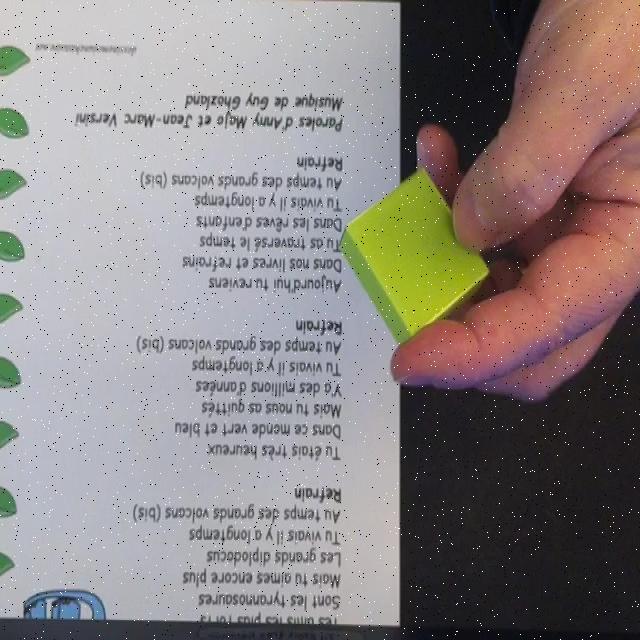 Sont les tyrannosaures
Mais tu aimes encore plus
Les grands diplodocus
Tu vivais il y a longtemps
Au temps des grands volcans (bis)
Refrain
Tu étais très heureux
Dans ce monde vert et bleu
Mais tu nous as quittés
Y'a des millions d'années
Tu vivais il y a longtemps
Au temps des grands volcans (bis)
Refrain
Aujourd'hui tu reviens
Dans nos livres et refrains
Tu as traversé le temps
Dans les rêves d'enfants
Tu vivais il y a longtemps
Au temps des grands volcans (bis)
Refrain
Paroles d'Anny Majo et Jean-Marc Versini
Musique de Guy Ghozland